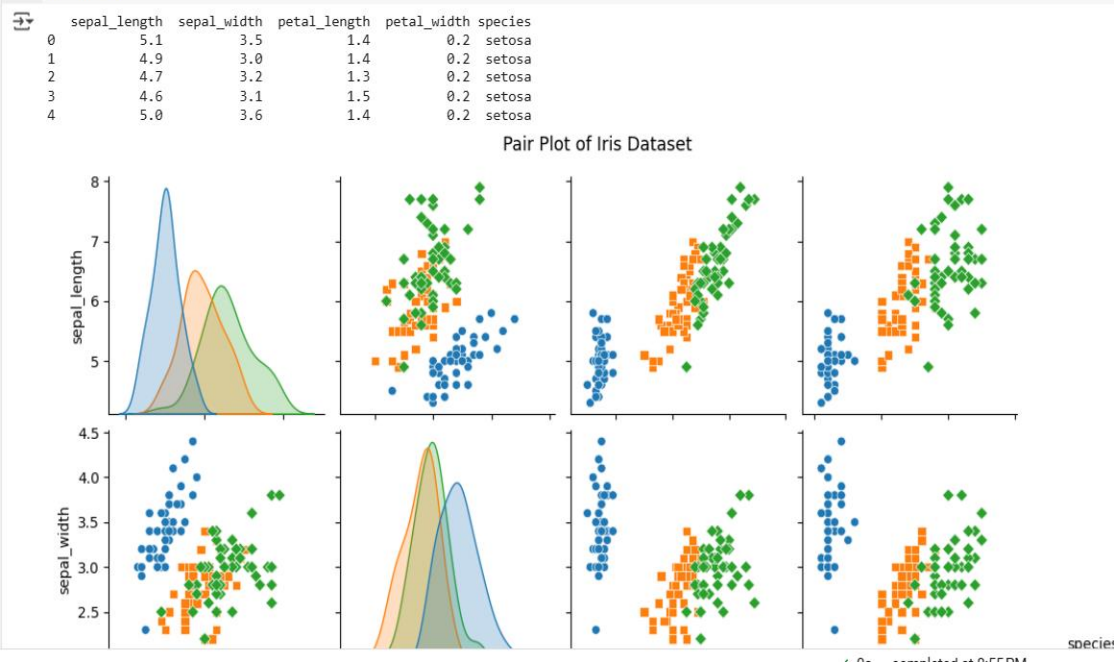 sepal_length sepal_width petal_length petal_width species
0 5.1 3.5 1.4 0.2 setosa
1 4.9 3.0 1.4 0.2 setosa
2 4.7 3.2 1.3 0.2 setosa
3 4.6 3.1 1.5 0.2 setosa
4 5.0 3.6 1.4 0.2 setosa
Pair Plot of Iris Dataset
8
7
6
5
sepal_length
4.5
4.0
3.5
3.0
2.5
sepal_width
species